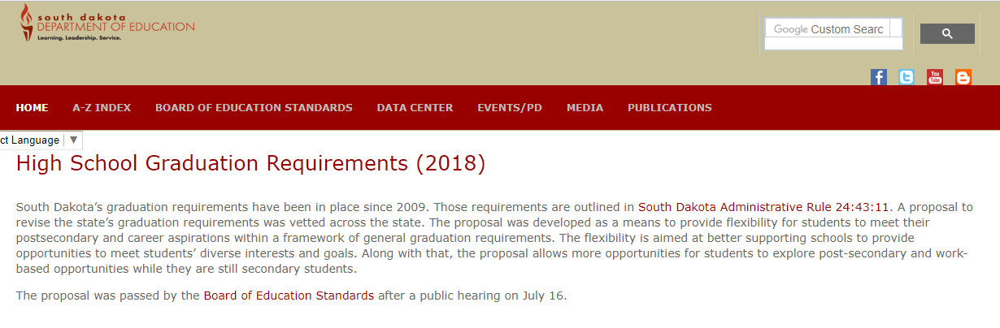 south dakota
DEPARTMENT OF EDUCATION
Learning. Leadership. Service.
Google Custom Searc
f t You Tube B
HOME A-Z INDEX BOARD OF EDUCATION STANDARDS DATA CENTER EVENTS/PD MEDIA PUBLICATIONS
ct Language ▼
High School Graduation Requirements (2018)
South Dakota’s graduation requirements have been in place since 2009. Those requirements are outlined in South Dakota Administrative Rule 24:43:11. A proposal to
revise the state’s graduation requirements was vetted across the state. The proposal was developed as a means to provide flexibility for students to meet their
postsecondary and career aspirations within a framework of general graduation requirements. The flexibility is aimed at better supporting schools to provide
opportunities to meet students’ diverse interests and goals. Along with that, the proposal allows more opportunities for students to explore post-secondary and work-
based opportunities while they are still secondary students.
The proposal was passed by the Board of Education Standards after a public hearing on July 16.